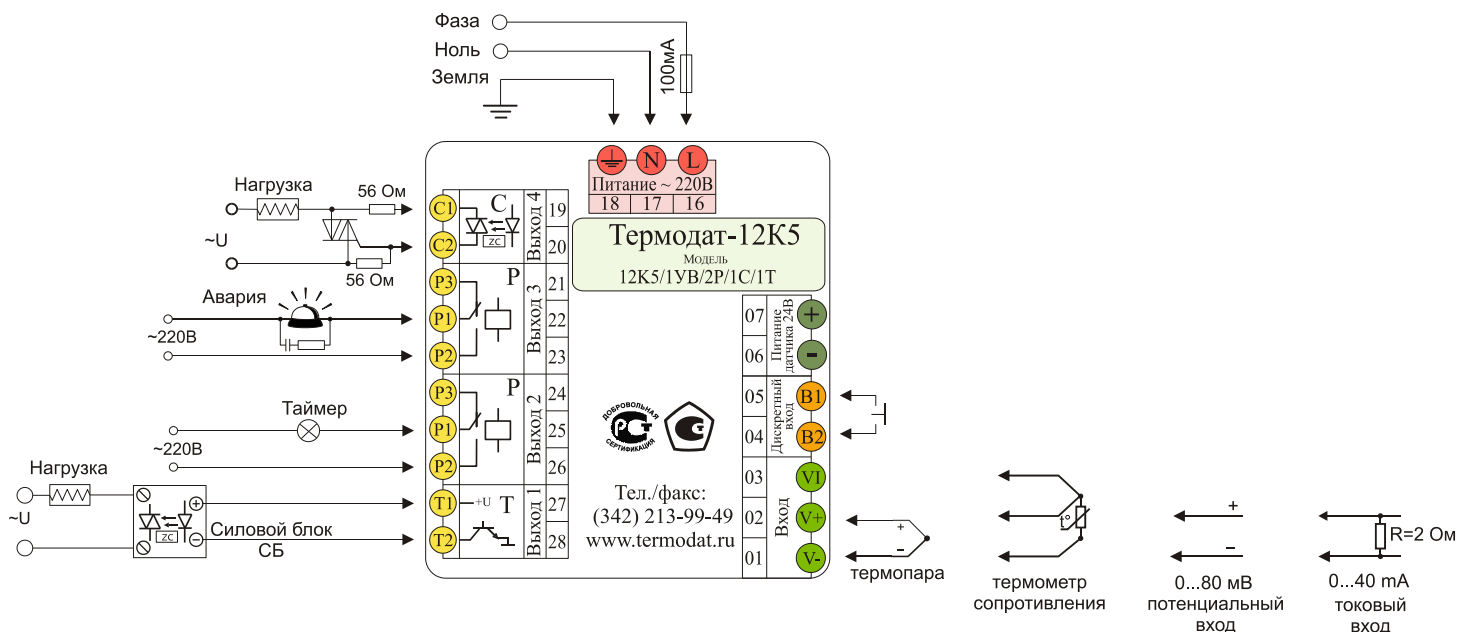 Фаза
Ноль
Земля
100мА
N
L
Питание ~ 220В
18
17
16
Термодат-12К5
Модель
12К5/1УВ/2Р/1С/1Т
Нагрузка
56 Ом
~U
56 Ом
C1
C2
C
ZC
Выход 4
19
20
Авария
~220В
P3
P1
P2
P
Выход 3
21
22
23
Таймер
~220В
P3
P1
P2
P
Выход 2
24
25
26
Нагрузка
~U
ZC
+
−
Силовой блок
СБ
T1
T2
+U
T
Выход 1
27
28
ДОБРОВОЛЬНАЯ
РСТ
СЕРТИФИКАЦИЯ
Тел./факс:
(342) 213-99-49
www.termodat.ru
07
06
Питание
датчика 24В
+
-
05
04
Дискретный
вход
B1
B2
03
02
01
Вход
VI
V+
V-
+
−
термопара
t°
термометр
сопротивления
+
−
0...80 мВ
потенциальный
вход
R=2 Ом
0...40 mA
токовый
вход